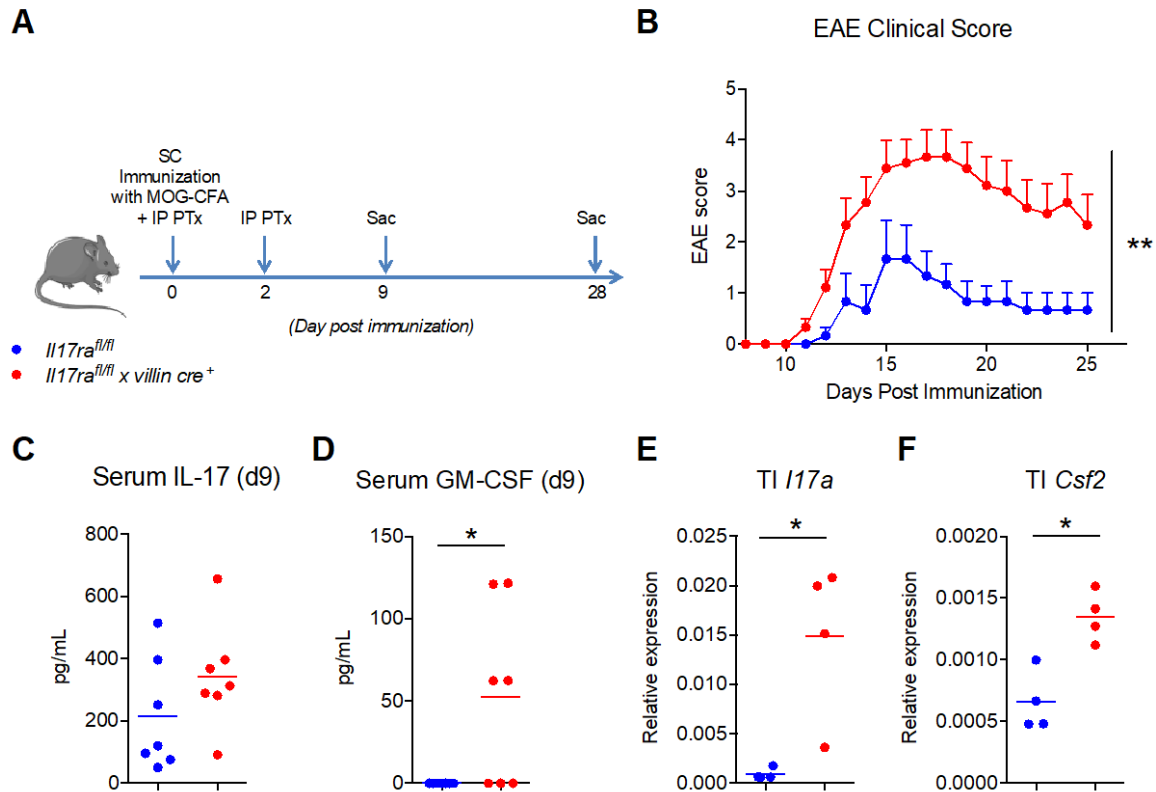 A
SC
Immunization
with MOG-CFA
+ IP PTx
IP PTx
Sac
Sac
0
2
9
28
(Day post immunization)
Il17ra^fl/fl
Il17ra^fl/fl x villin cre^+
B
EAE Clinical Score
EAE score
5
4
3
2
1
0
10
15
20
25
Days Post Immunization
**
C
Serum IL-17 (d9)
pg/mL
800
600
400
200
0
D
Serum GM-CSF (d9)
pg/mL
150
100
50
0
*
E
TI I17a
Relative expression
0.025
0.020
0.015
0.010
0.005
0.000
*
F
TI Csf2
Relative expression
0.0020
0.0015
0.0010
0.0005
0.0000
*